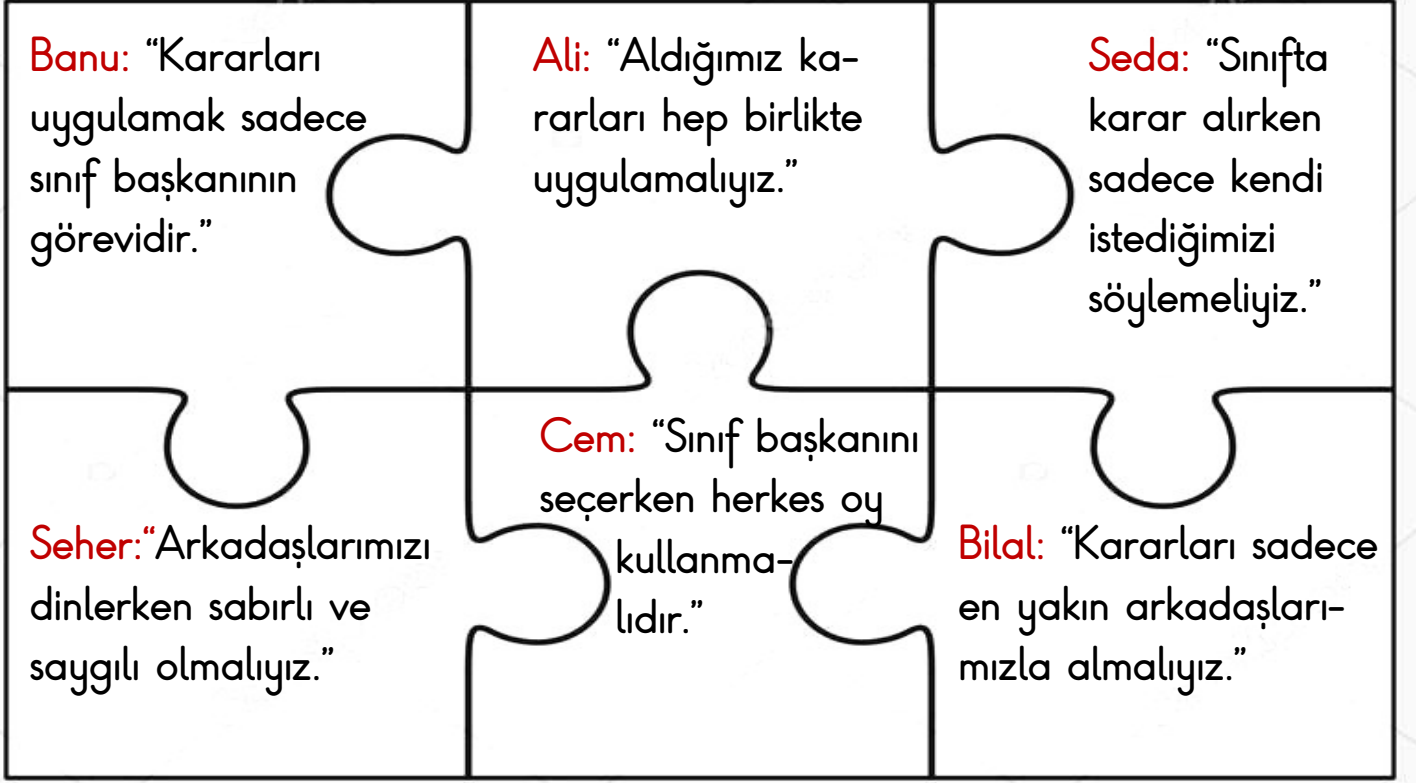 Banu: “Kararları
uygulamak sadece
sınıf başkanının
görevidir.”
Ali: “Aldığımız ka-
rarları hep birlikte
uygulamalıyız.”
Seda: “Sınıfta
karar alırken
sadece kendi
istediğimizi
söylemeliyiz.”
Seher:“Arkadaşlarımızı
dinlerken sabırlı ve
saygılı olmalıyız.”
Cem: “Sınıf başkanını
seçerken herkes oy
kullanma-
lıdır.”
Bilal: “Kararları sadece
en yakın arkadaşları-
mızla almalıyız.”